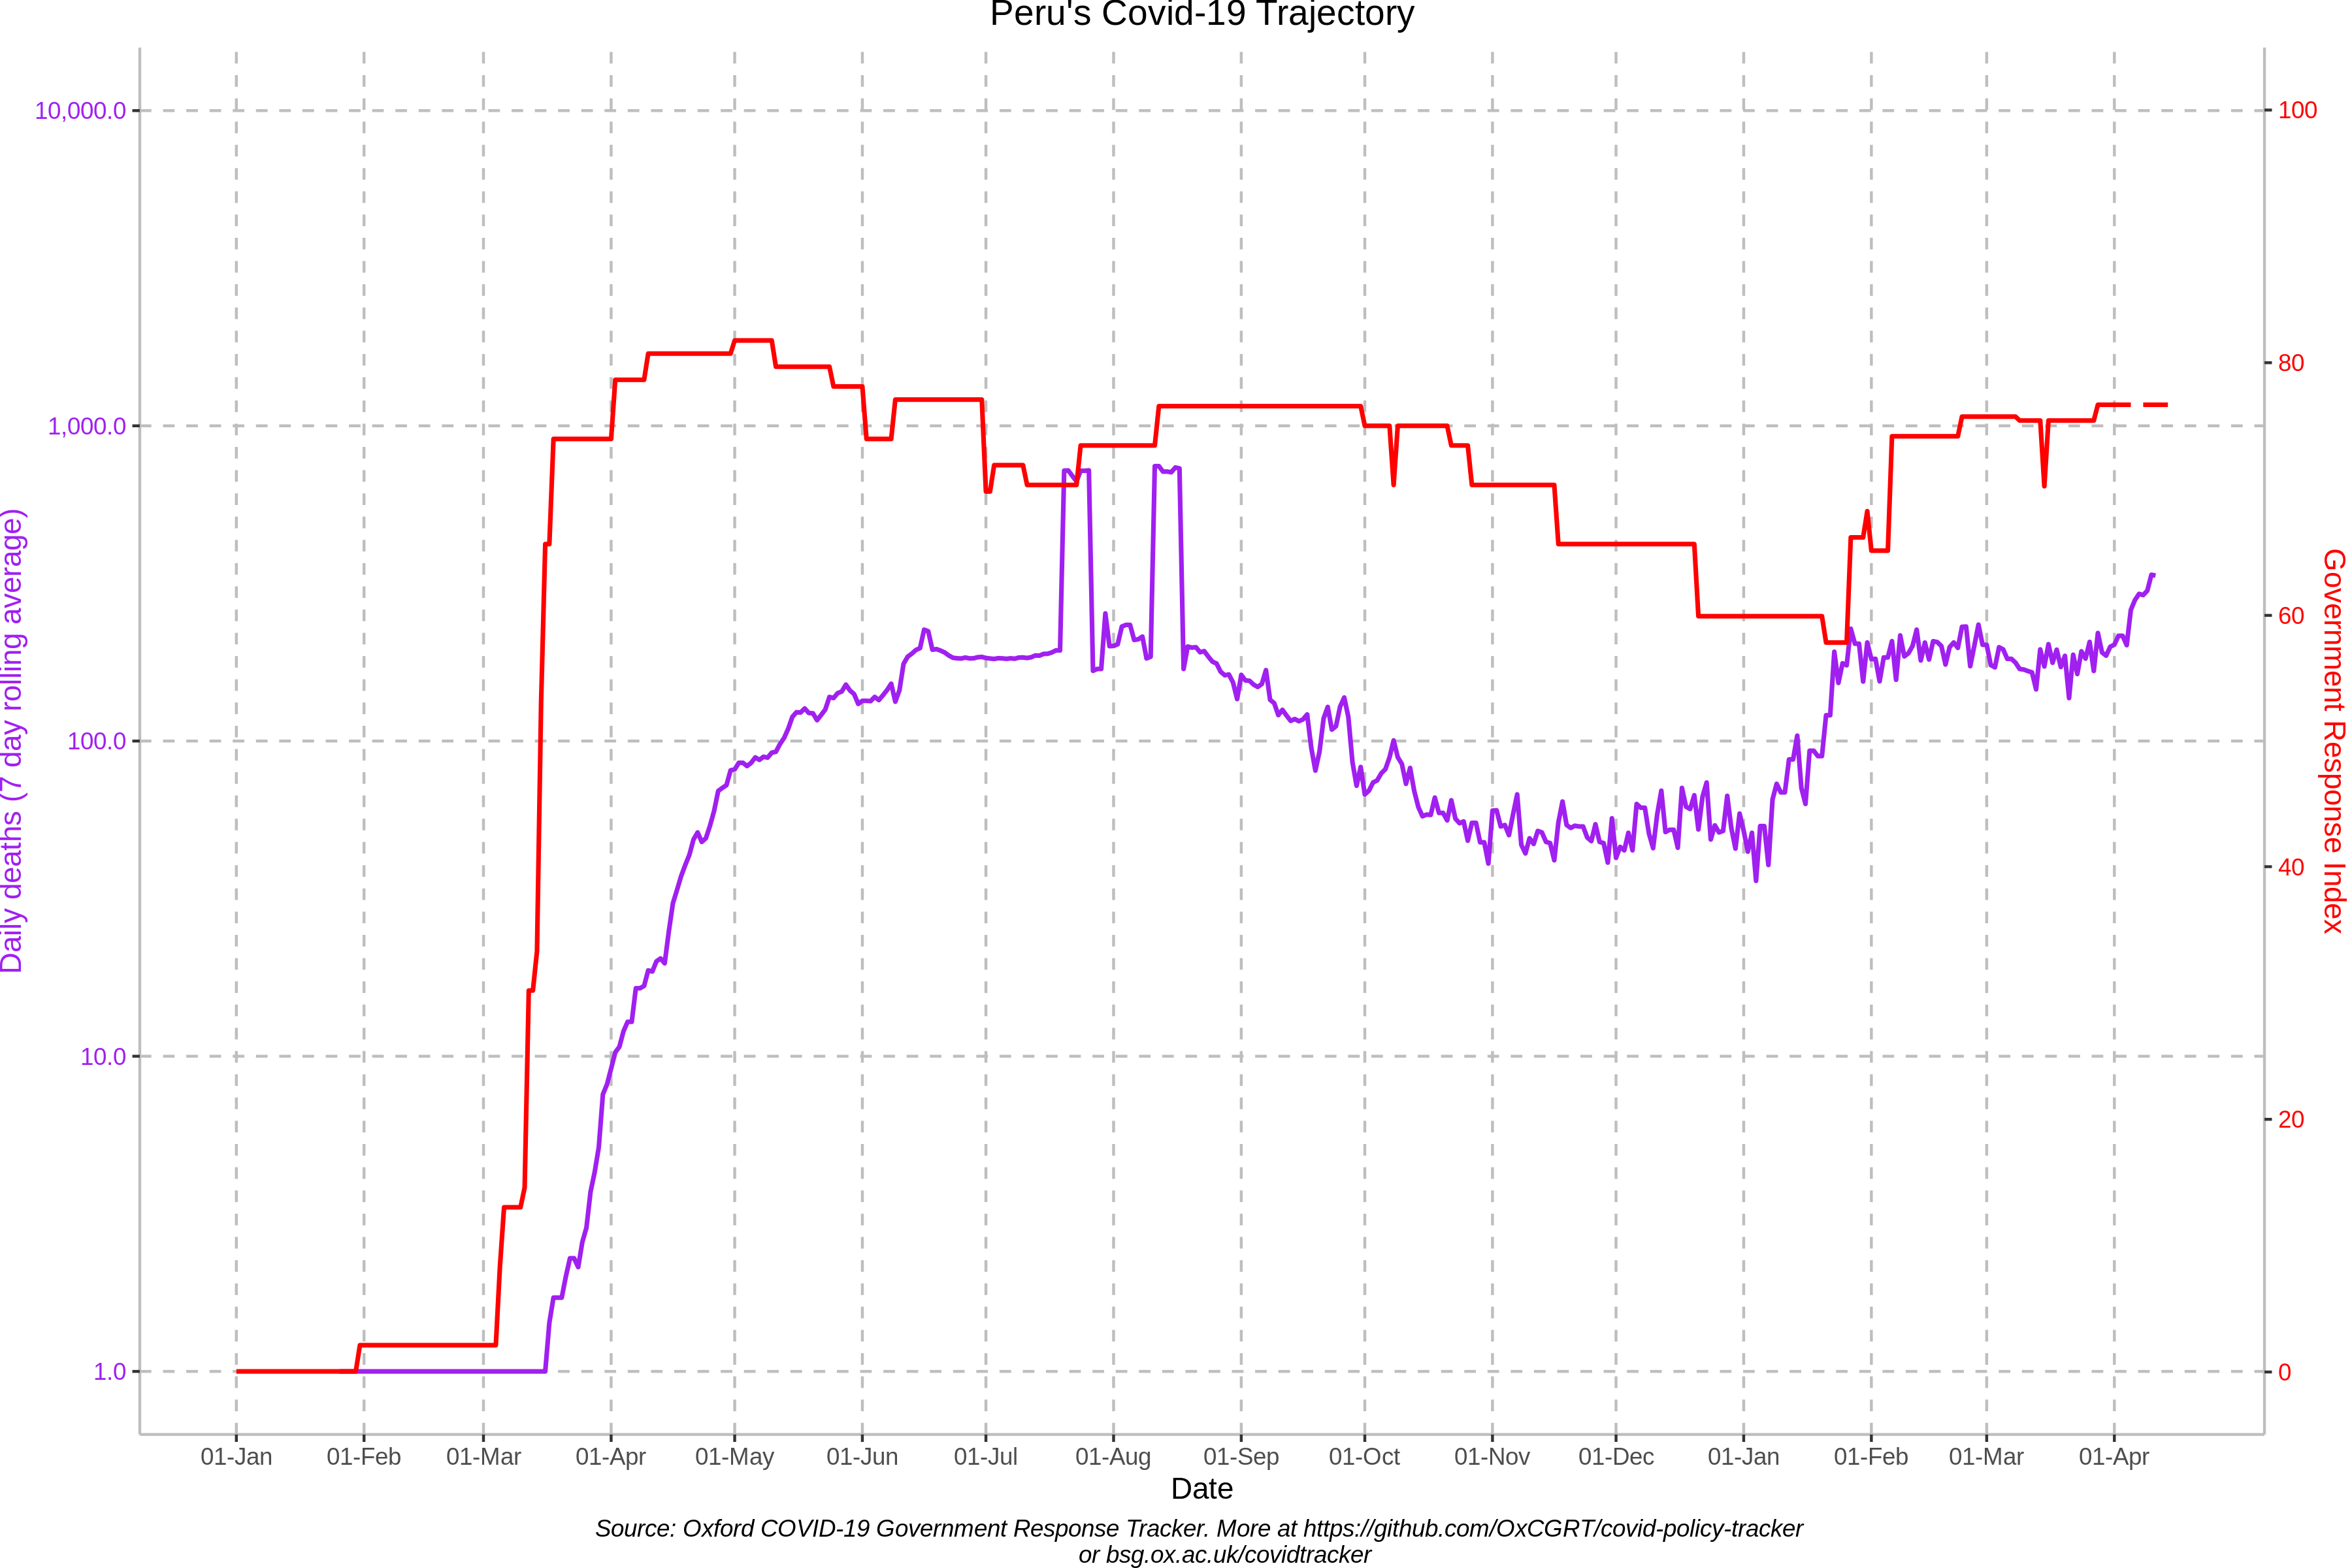 Peru's Covid-19 Trajectory
10,000.0
1,000.0
100.0
10.0
1.0
Daily deaths (7 day rolling average)
100
80
60
40
20
0
Government Response Index
01-Jan 01-Feb 01-Mar 01-Apr 01-May 01-Jun 01-Jul 01-Aug 01-Sep 01-Oct 01-Nov 01-Dec 01-Jan 01-Feb 01-Mar 01-Apr
Date
Source: Oxford COVID-19 Government Response Tracker. More at https://github.com/OxCGRT/covid-policy-tracker
or bsg.ox.ac.uk/covidtracker